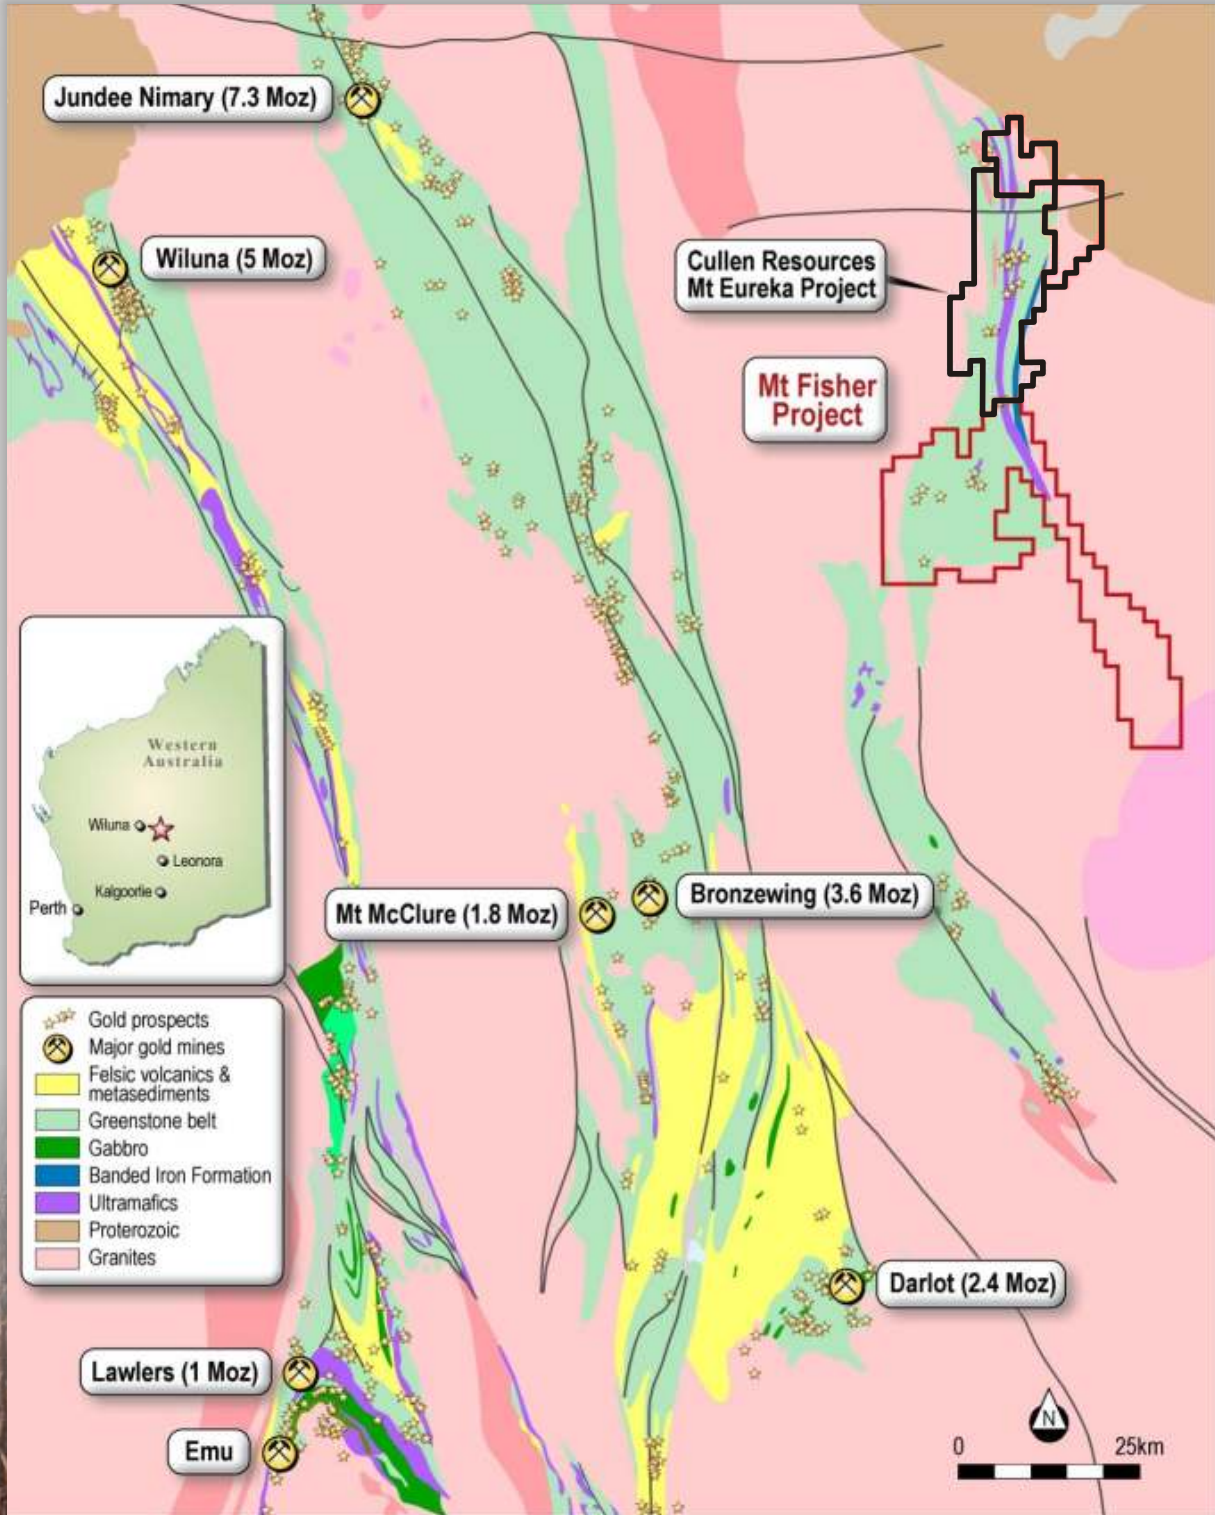 Jundee Nimary (7.3 Moz)
Wiluna (5 Moz)
Cullen Resources
Mt Eureka Project
Mt Fisher
Project
Western
Australia
Wiluna
Leonora
Kalgoorlie
Perth
Mt McClure (1.8 Moz)
Bronzewing (3.6 Moz)
Gold prospects
Major gold mines
Felsic volcanics &
metasediments
Greenstone belt
Gabbro
Banded Iron Formation
Ultramafics
Proterozoic
Granites
Darlot (2.4 Moz)
Lawlers (1 Moz)
Emu
N
0 25km